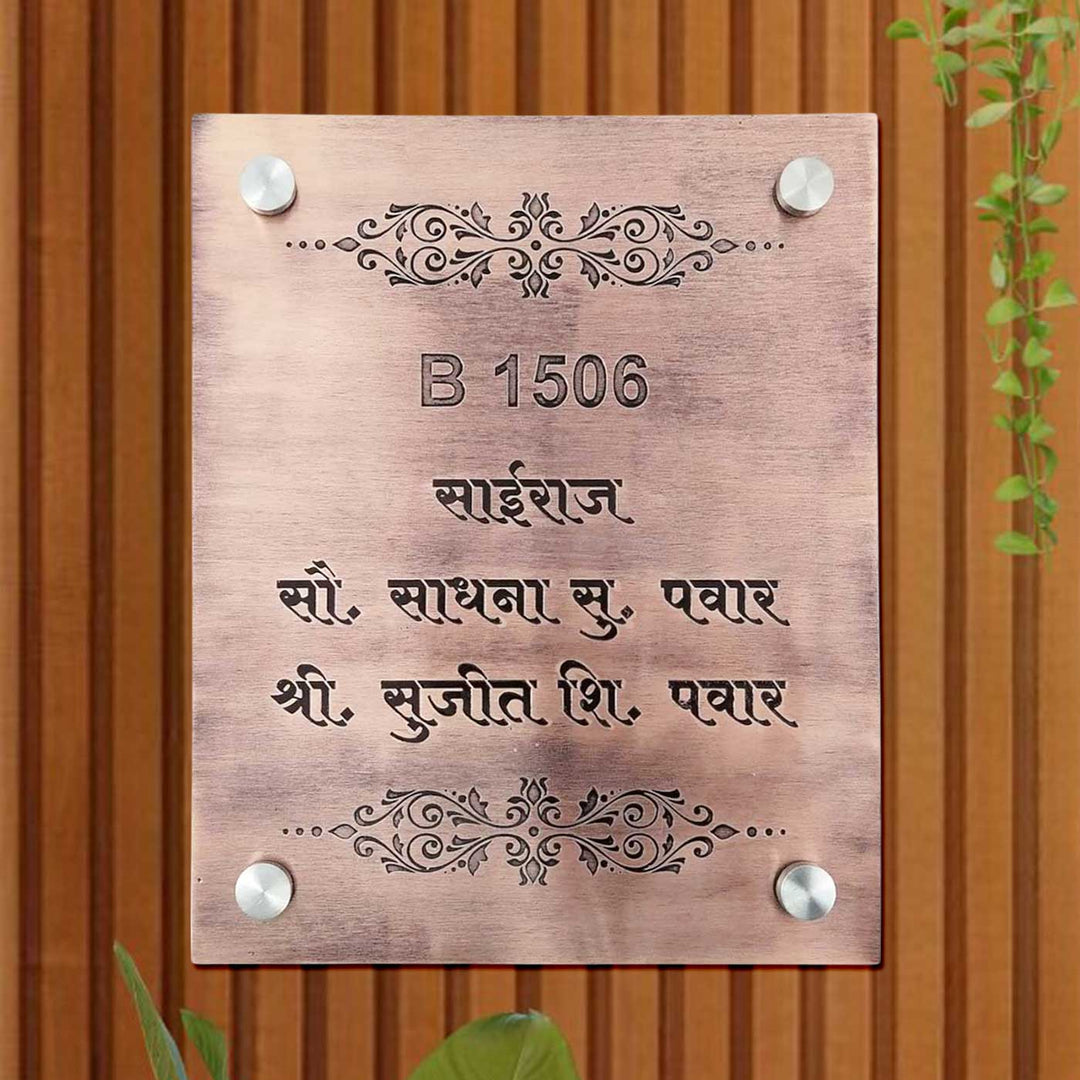 B 1506
साईराज
सौ. साधना सु. पवार
श्री. सुजीत शि. पवार